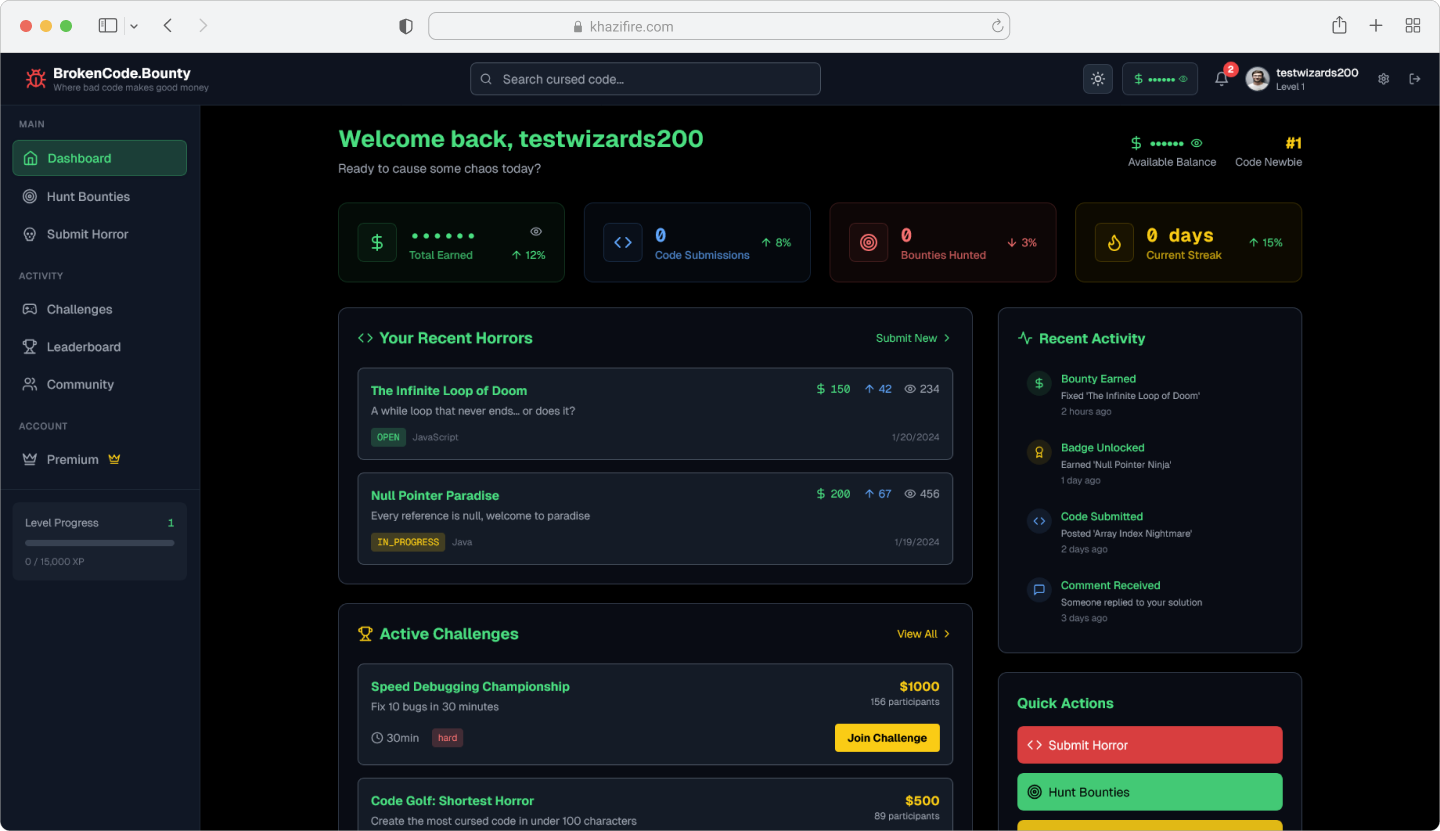 khazifire.com
BrokenCode.Bounty
Where bad code makes good money
Search cursed code...
$ ••••••
2
testwizards200
Level 1
MAIN
Dashboard
Hunt Bounties
Submit Horror
ACTIVITY
Challenges
Leaderboard
Community
ACCOUNT
Premium
Level Progress 1
0 / 15,000 XP
Welcome back, testwizards200
Ready to cause some chaos today?
$ ••••••
Available Balance
#1
Code Newbie
$ ••••••
Total Earned ↑ 12%
0
Code Submissions
↑ 8%
0
Bounties Hunted
↓ 3%
0 days
Current Streak
↑ 15%
Your Recent Horrors Submit New
The Infinite Loop of Doom $ 150 ↑ 42 234
A while loop that never ends... or does it?
OPEN JavaScript 1/20/2024
Null Pointer Paradise $ 200 ↑ 67 456
Every reference is null, welcome to paradise
IN_PROGRESS Java 1/19/2024
Active Challenges View All
Speed Debugging Championship $1000
Fix 10 bugs in 30 minutes 156 participants
30min hard Join Challenge
Code Golf: Shortest Horror $500
Create the most cursed code in under 100 characters 89 participants
Recent Activity
Bounty Earned
Fixed 'The Infinite Loop of Doom'
2 hours ago
Badge Unlocked
Earned 'Null Pointer Ninja'
1 day ago
Code Submitted
Posted 'Array Index Nightmare'
2 days ago
Comment Received
Someone replied to your solution
3 days ago
Quick Actions
Submit Horror
Hunt Bounties